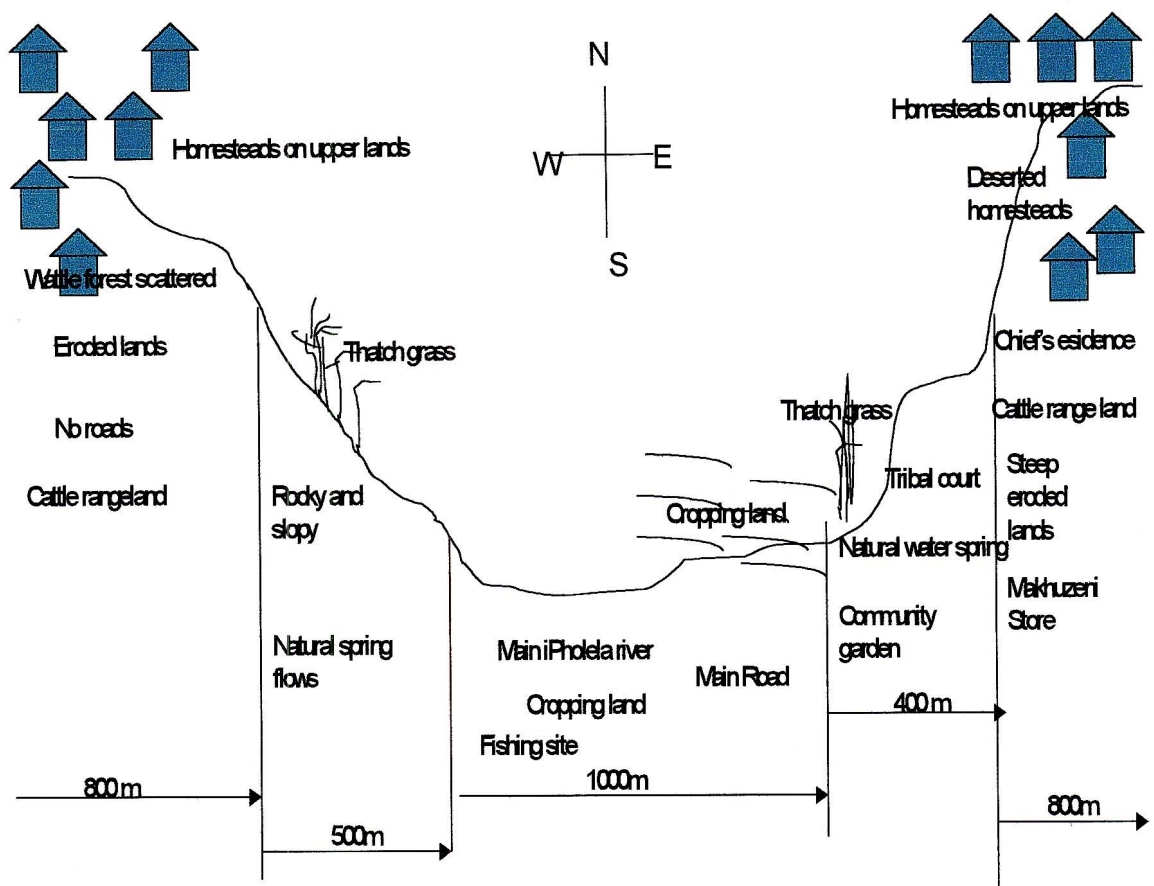 N
W
E
S
Homesteads on upper lands
Homesteads on upper lands
Deserted
homesteads
Wattle forest scattered
Eroded lands
No roads
Cattle rangeland
Thatch grass
Rocky and
slopy
Natural spring
flows
Cropping land.
Main iPholela river
Main Road
Cropping land
Fishing site
Thatch grass
Tribal court
Natural water spring
Community
garden
Chief's esidence
Cattle range land
Steep
eroded
lands
Makhuzeni
Store
800 m
500m
1000m
400 m
800m